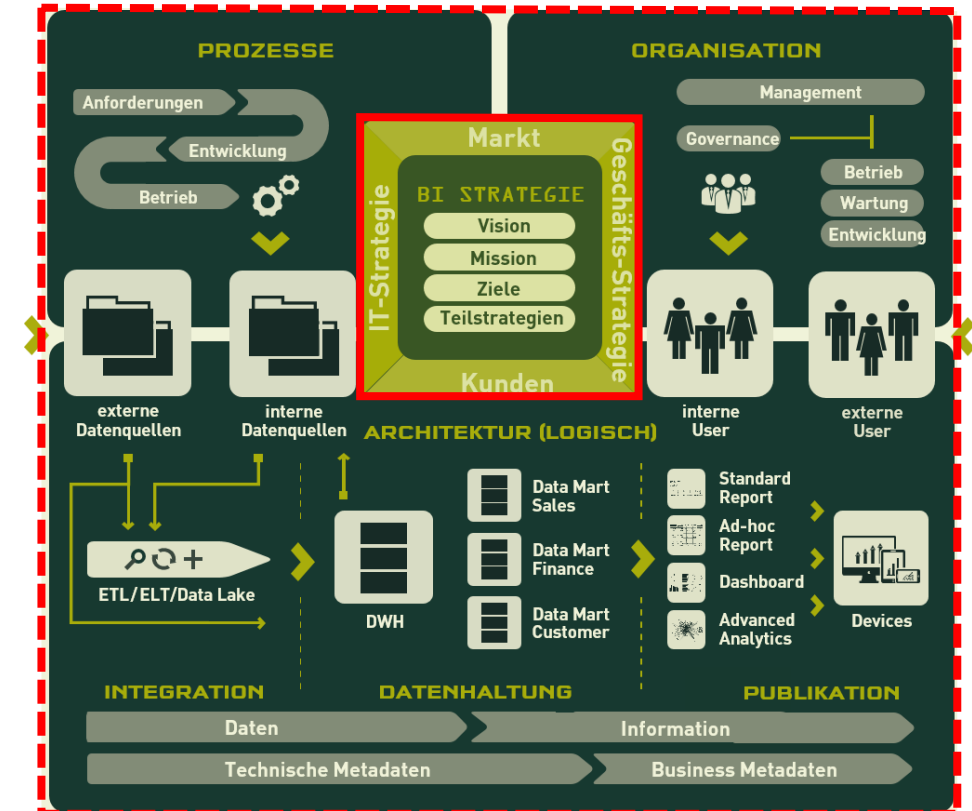 PROZESSE
Anforderungen
Entwicklung
Betrieb
ORGANISATION
Management
Governance
Betrieb
Wartung
Entwicklung
Markt
IT-Strategie
Geschäfts-Strategie
BI STRATEGIE
Vision
Mission
Ziele
Teilstrategien
Kunden
externe
Datenquellen
interne
Datenquellen
interne
User
externe
User
ARCHITEKTUR (LOGISCH)
ETL/ELT/Data Lake
DWH
Data Mart
Sales
Data Mart
Finance
Data Mart
Customer
Standard
Report
Ad-hoc
Report
Dashboard
Advanced
Analytics
Devices
INTEGRATION
DATENHALTUNG
PUBLIKATION
Daten
Information
Technische Metadaten
Business Metadaten